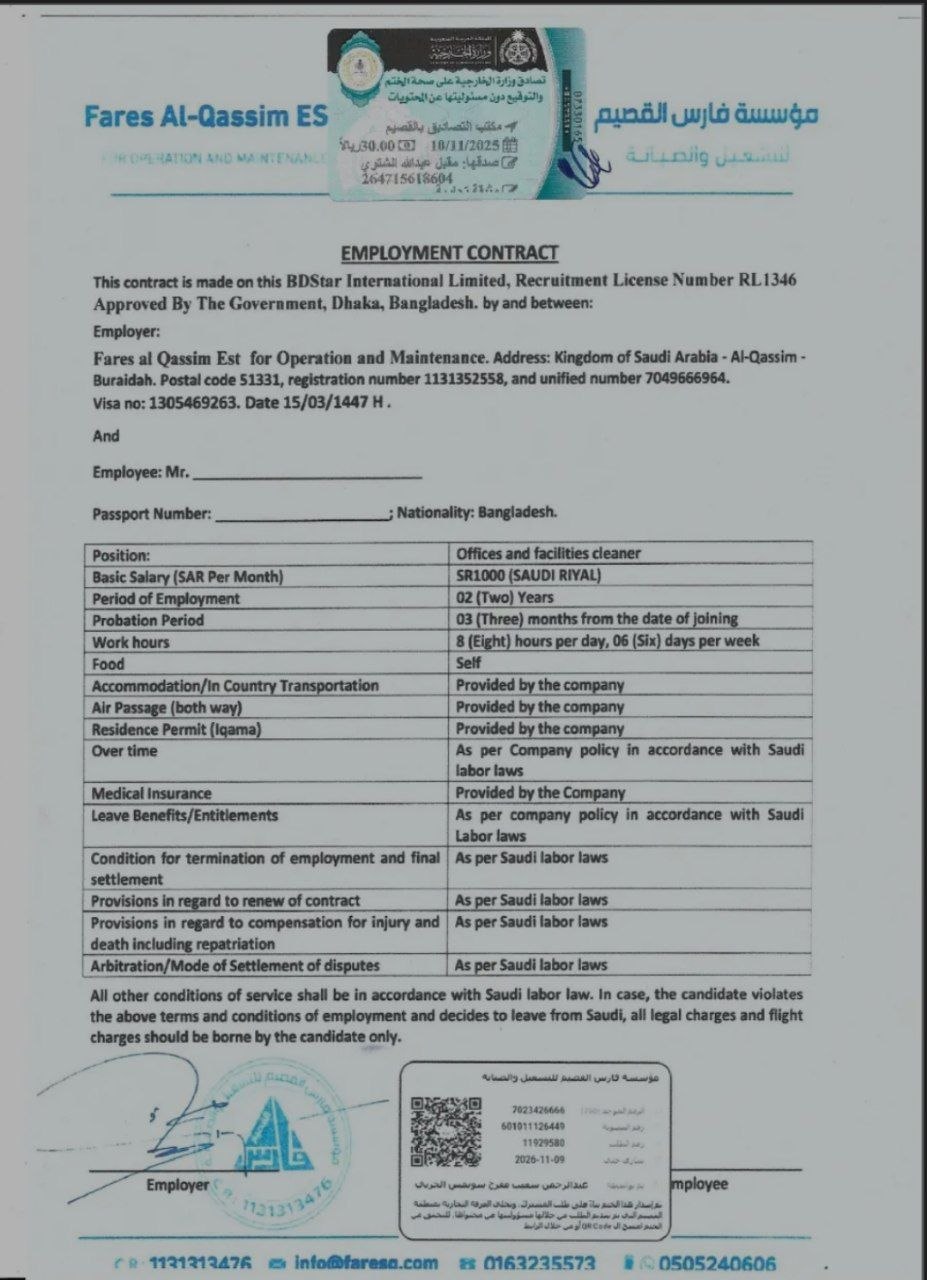 Fares Al-Qassim ES
FOR OPERATION AND MAINTENANCE
وزارة الخارجية
تصادق وزارة الخارجية على صحة الختم
والتوقيع دون مسئوليتها عن المحتويات
مكتب التصاديق بالقصيم
10/11/2025 30.00 ريالاً
صدقها: مقبل عبدالله الشتري
264715618604
مؤسسة فارس القصيم
للتشغيل والصيانة
EMPLOYMENT CONTRACT
This contract is made on this BDStar International Limited, Recruitment License Number RL1346
Approved By The Government, Dhaka, Bangladesh. by and between:
Employer:
Fares al Qassim Est for Operation and Maintenance. Address: Kingdom of Saudi Arabia - Al-Qassim -
Buraidah. Postal code 51331, registration number 1131352558, and unified number 7049666964.
Visa no: 1305469263. Date 15/03/1447 H .
And
Employee: Mr. ____________________
Passport Number: ____________________; Nationality: Bangladesh.
Position: Offices and facilities cleaner
Basic Salary (SAR Per Month) SR1000 (SAUDI RIYAL)
Period of Employment 02 (Two) Years
Probation Period 03 (Three) months from the date of joining
Work hours 8 (Eight) hours per day, 06 (Six) days per week
Food Self
Accommodation/In Country Transportation Provided by the company
Air Passage (both way) Provided by the company
Residence Permit (Iqama) Provided by the company
Over time As per Company policy in accordance with Saudi
labor laws
Medical Insurance Provided by the Company
Leave Benefits/Entitlements As per company policy in accordance with Saudi
Labor laws
Condition for termination of employment and final As per Saudi labor laws
settlement
Provisions in regard to renew of contract As per Saudi labor laws
Provisions in regard to compensation for injury and As per Saudi labor laws
death including repatriation
Arbitration/Mode of Settlement of disputes As per Saudi labor laws
All other conditions of service shall be in accordance with Saudi labor law. In case, the candidate violates
the above terms and conditions of employment and decides to leave from Saudi, all legal charges and flight
charges should be borne by the candidate only.
فارس
C.R: 1131313476
مؤسسة فارس القصيم للتشغيل والصيانة
7023426666
601011126449
11929580
2026-11-09
Employer
mployee
C R: 1131313476 info@faresq.com 0163235573 0505240606